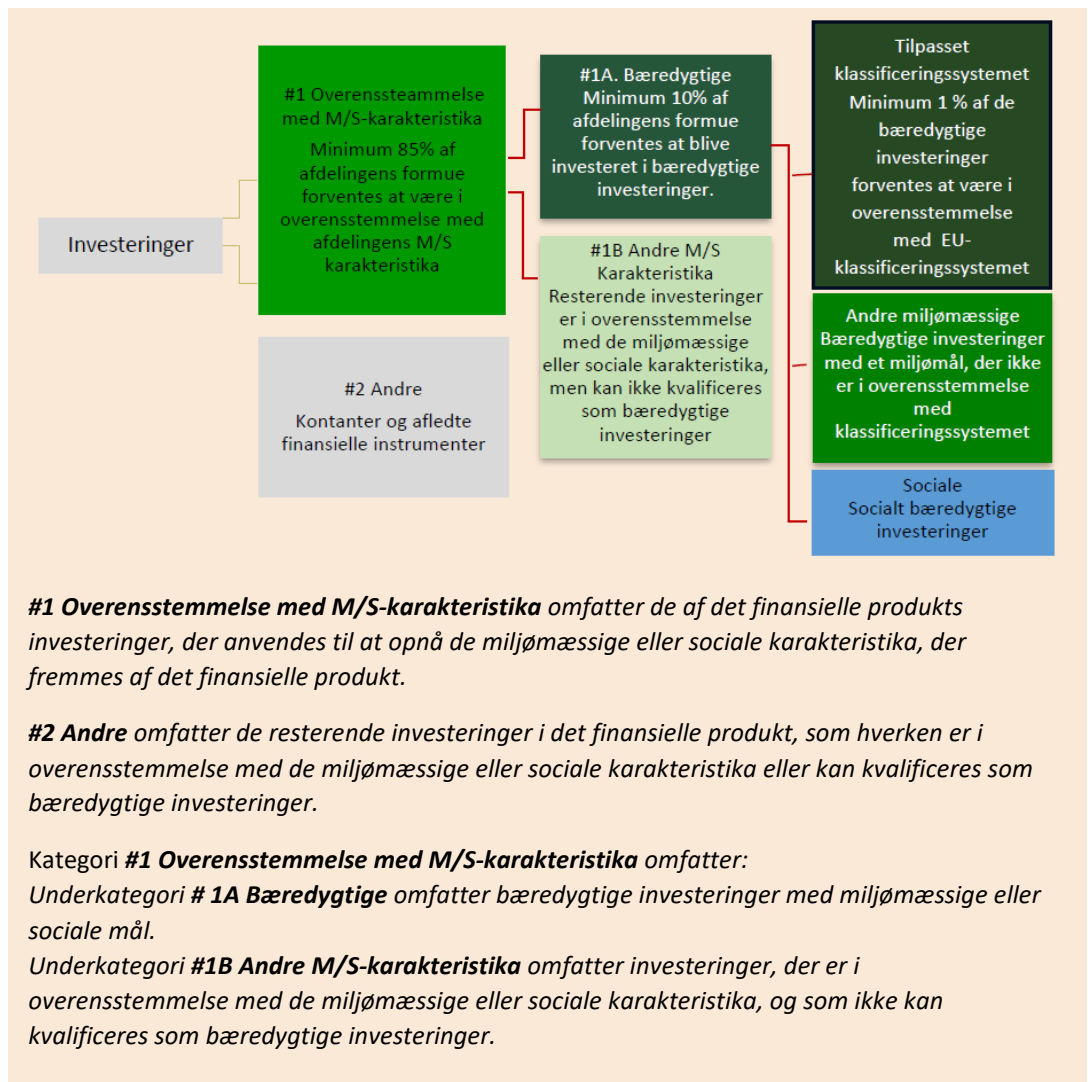 Investeringer
#1 Overenssteammelse
med M/S-karakteristika
Minimum 85% af
afdelingens formue
forventes at være i
overensstemmelse med
afdelingens M/S
karakteristika
#2 Andre
Kontanter og afledte
finansielle instrumenter
#1A. Bæredygtige
Minimum 10% af
afdelingens formue
forventes at blive
investeret i bæredygtige
investeringer.
#1B Andre M/S
Karakteristika
Resterende investeringer
er i overensstemmelse
med de miljømæssige
eller sociale karakteristika,
men kan ikke kvalificeres
som bæredygtige
investeringer
Tilpasset
klassificeringssystemet
Minimum 1 % af de
bæredygtige
investeringer
forventes at være i
overensstemmelse
med EU-
klassificeringssystemet
Andre miljømæssige
Bæredygtige investeringer
med et miljømål, der ikke
er i overensstemmelse
med
klassificeringssystemet
Sociale
Socialt bæredygtige
investeringer
#1 Overensstemmelse med M/S-karakteristika omfatter de af det finansielle produkts
investeringer, der anvendes til at opnå de miljømæssige eller sociale karakteristika, der
fremmes af det finansielle produkt.
#2 Andre omfatter de resterende investeringer i det finansielle produkt, som hverken er i
overensstemmelse med de miljømæssige eller sociale karakteristika eller kan kvalificeres som
bæredygtige investeringer.
Kategori #1 Overensstemmelse med M/S-karakteristika omfatter:
Underkategori # 1A Bæredygtige omfatter bæredygtige investeringer med miljømæssige eller
sociale mål.
Underkategori #1B Andre M/S-karakteristika omfatter investeringer, der er i
overensstemmelse med de miljømæssige eller sociale karakteristika, og som ikke kan
kvalificeres som bæredygtige investeringer.